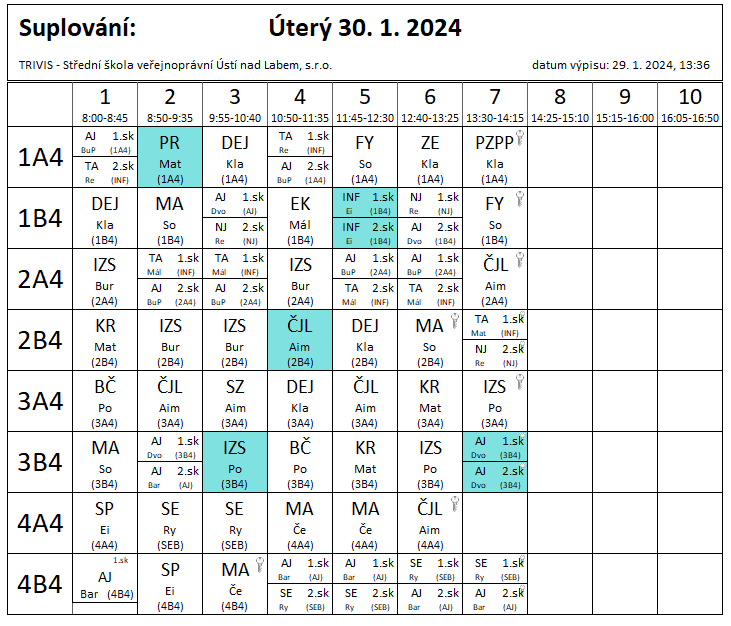 Suplování: Úterý 30. 1. 2024
TRIVIS - Střední škola veřejnoprávní Ústí nad Labem, s.r.o. datum výpisu: 29. 1. 2024, 13:36
1 2 3 4 5 6 7 8 9 10
8:00-8:45 8:50-9:35 9:55-10:40 10:50-11:35 11:45-12:30 12:40-13:25 13:30-14:15 14:25-15:10 15:15-16:00 16:05-16:50
1A4
AJ 1.sk
BuP (1A4)
TA 2.sk
Re (INF)
PR
Mat
(1A4)
DEJ
Kla
(1A4)
TA 1.sk
Re (INF)
AJ 2.sk
BuP (1A4)
FY
So
(1A4)
ZE
Kla
(1A4)
PZPP
Kla
(1A4)
1B4
DEJ
Kla
(1B4)
MA
So
(1B4)
AJ 1.sk
Dvo (AJ)
NJ 2.sk
Re (NJ)
EK
Mál
(1B4)
INF 1.sk
Ei (1B4)
INF 2.sk
Ei (1B4)
NJ 1.sk
Re (NJ)
AJ 2.sk
Dvo (1B4)
FY
So
(1B4)
2A4
IZS
Bur
(2A4)
TA 1.sk
Mál (INF)
AJ 2.sk
BuP (2A4)
TA 1.sk
Mál (INF)
AJ 2.sk
BuP (2A4)
IZS
Bur
(2A4)
AJ 1.sk
BuP (2A4)
TA 2.sk
Mál (INF)
AJ 1.sk
BuP (2A4)
TA 2.sk
Mál (INF)
ČJL
Aim
(2A4)
2B4
KR
Mat
(2B4)
IZS
Bur
(2B4)
IZS
Bur
(2B4)
ČJL
Aim
(2B4)
DEJ
Kla
(2B4)
MA
So
(2B4)
TA 1.sk
Mat (INF)
NJ 2.sk
Re (NJ)
3A4
BČ
Po
(3A4)
ČJL
Aim
(3A4)
SZ
Aim
(3A4)
DEJ
Kla
(3A4)
ČJL
Aim
(3A4)
KR
Mat
(3A4)
IZS
Po
(3A4)
3B4
MA
So
(3B4)
AJ 1.sk
Dvo (3B4)
AJ 2.sk
Bar (AJ)
IZS
Po
(3B4)
BČ
Po
(3B4)
KR
Mat
(3B4)
IZS
Po
(3B4)
AJ 1.sk
Dvo (3B4)
AJ 2.sk
Dvo (3B4)
4A4
SP
Ei
(4A4)
SE
Ry
(SEB)
SE
Ry
(SEB)
MA
Če
(4A4)
MA
Če
(4A4)
ČJL
Aim
(4A4)
4B4
1.sk
AJ
Bar (4B4)
SP
Ei
(4B4)
MA
Če
(4B4)
AJ 1.sk
Bar (AJ)
SE 2.sk
Ry (SEB)
AJ 1.sk
Bar (AJ)
SE 2.sk
Ry (SEB)
SE 1.sk
Ry (SEB)
AJ 2.sk
Bar (AJ)
SE 1.sk
Ry (SEB)
AJ 2.sk
Bar (AJ)